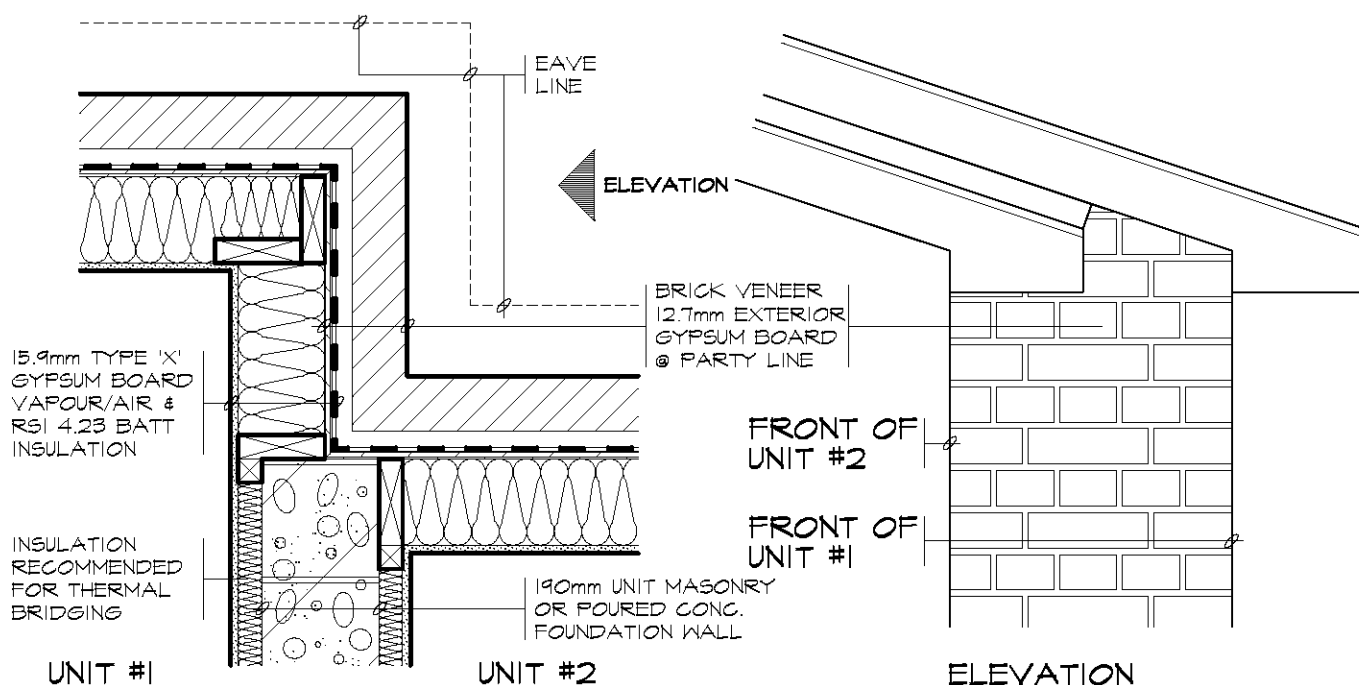 EAVE
LINE
ELEVATION
BRICK VENEER
12.7mm EXTERIOR
GYPSUM BOARD
@ PARTY LINE
15.9mm TYPE 'X'
GYPSUM BOARD
VAPOUR/AIR &
RSI 4.23 BATT
INSULATION
FRONT OF
UNIT #2
FRONT OF
UNIT #1
INSULATION
RECOMMENDED
FOR THERMAL
BRIDGING
190mm UNIT MASONRY
OR POURED CONC.
FOUNDATION WALL
UNIT #1
UNIT #2
ELEVATION